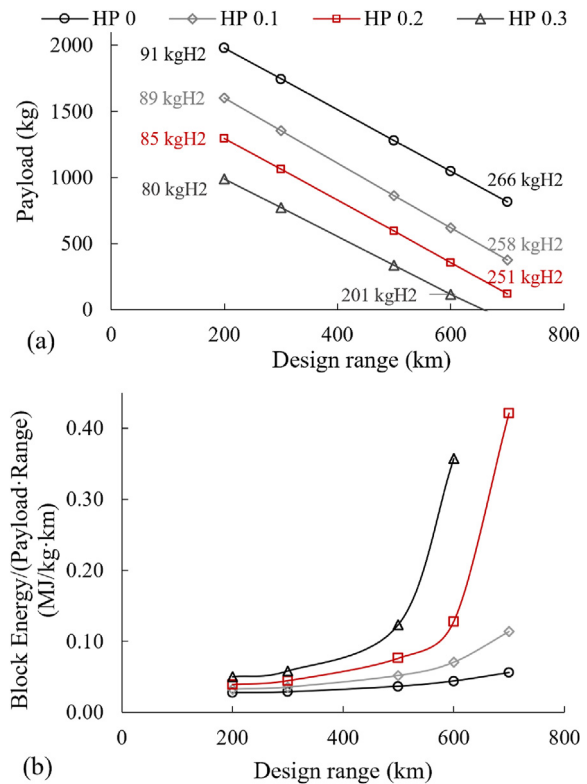 HP 0 HP 0.1 HP 0.2 HP 0.3
2000
1500
1000
500
0
Payload (kg)
91 kgH2
89 kgH2
85 kgH2
80 kgH2
266 kgH2
258 kgH2
251 kgH2
201 kgH2
0 200 400 600 800
(a)
Design range (km)
0.40
0.30
0.20
0.10
0.00
Block Energy/(Payload·Range)
(MJ/kg·km)
0 200 400 600 800
(b)
Design range (km)